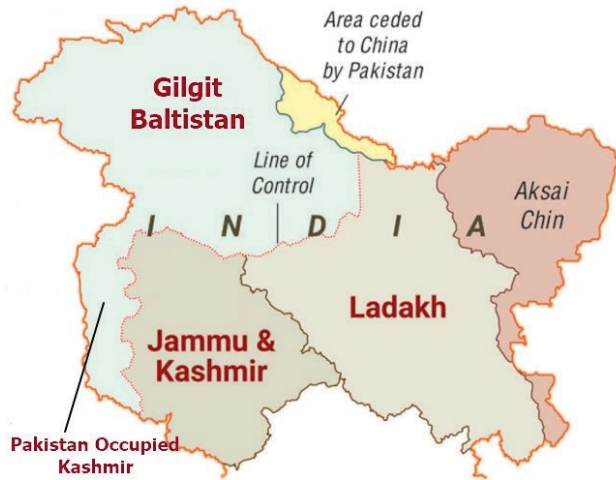 Area ceded
to China
by Pakistan
Gilgit
Baltistan
Line of
Control
Aksai
Chin
I N D I A
Ladakh
Jammu &
Kashmir
Pakistan Occupied
Kashmir